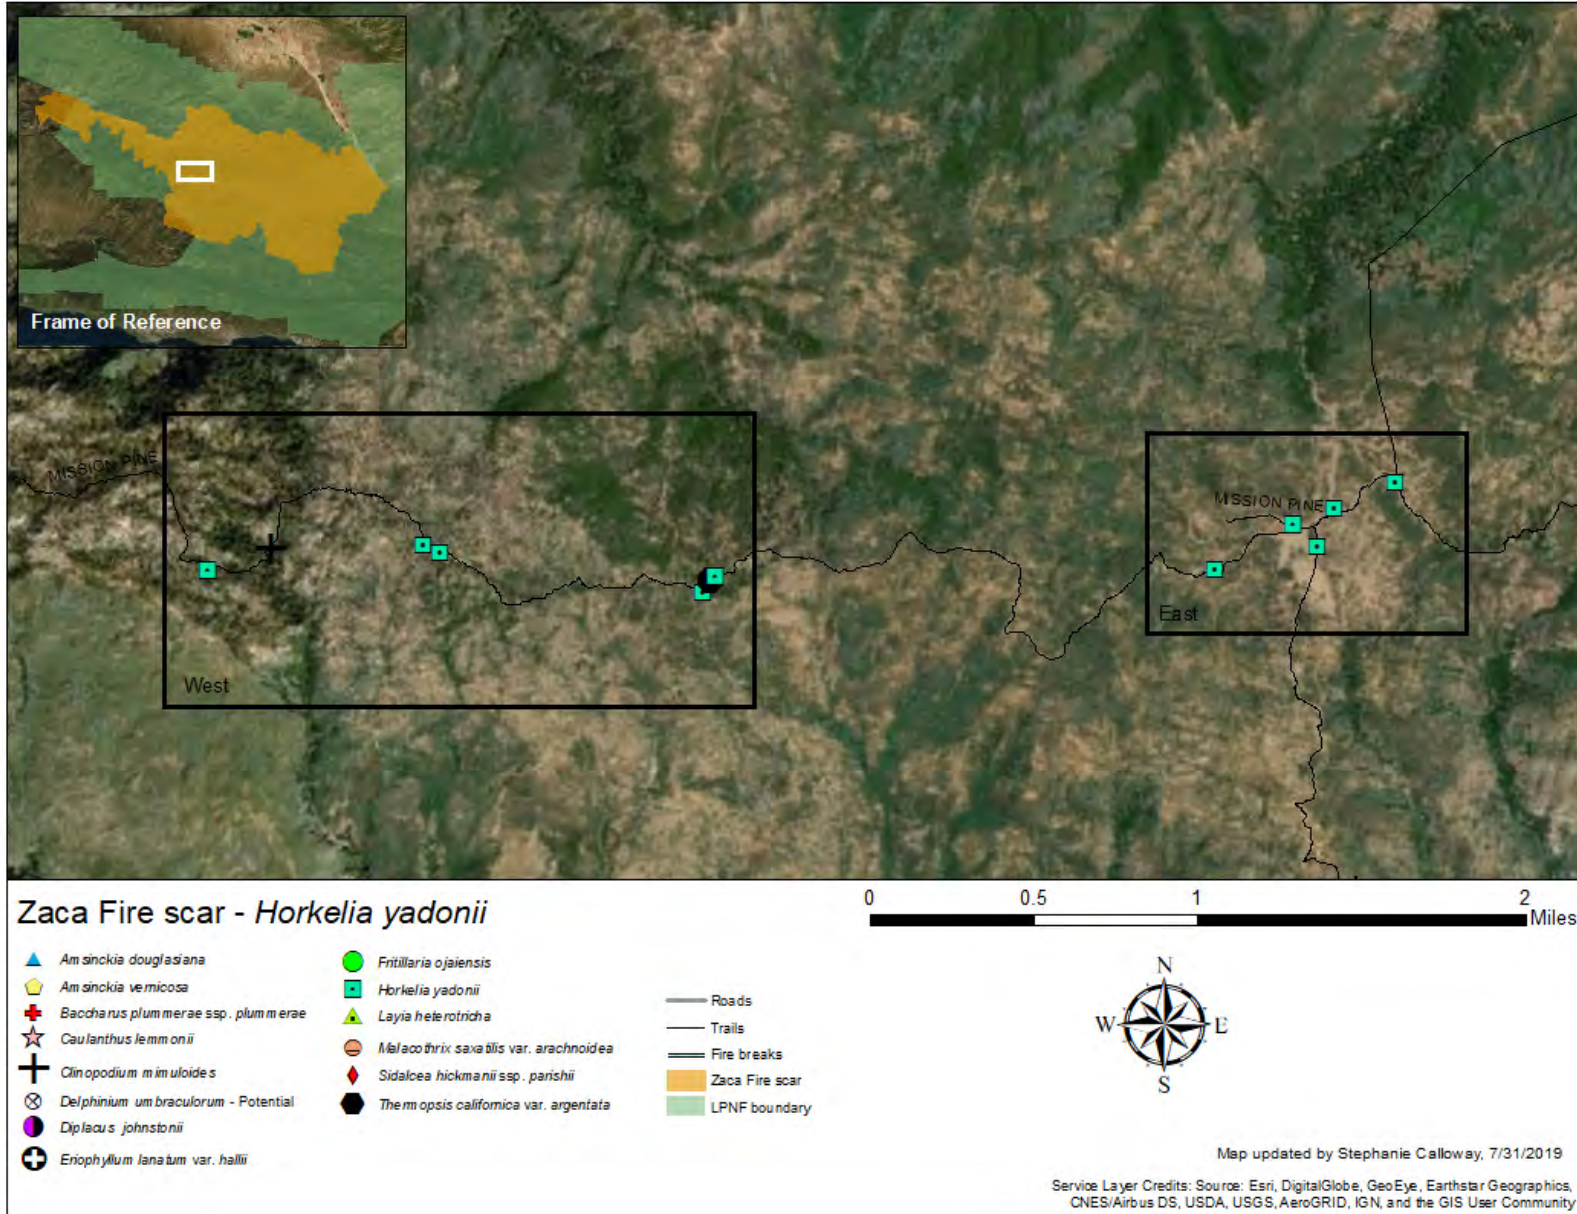 Frame of Reference
MISSION PINE
MISSION PINE
West
East
Zaca Fire scar - Horkelia yadonii
0 0.5 1 2
Miles
Amsinckia douglasiana
Amsinckia vernicosa
Baccharus plummerae ssp. plummerae
Caulanthus lemmonii
Clinopodium mimuloides
Delphinium umbraculorum - Potential
Diplacus johnstonii
Eriophyllum lanatum var. hallii
Fritillaria ojaiensis
Horkelia yadonii
Layia heterotricha
Malacothrix saxatilis var. arachnoidea
Sidalcea hickmanii ssp. parishii
Thermopsis californica var. argentata
Roads
Trails
Fire breaks
Zaca Fire scar
LPNF boundary
N
W E
S
Map updated by Stephanie Calloway, 7/31/2019
Service Layer Credits: Source: Esri, DigitalGlobe, GeoEye, Earthstar Geographics,
CNES/Airbus DS, USDA, USGS, AeroGRID, IGN, and the GIS User Community